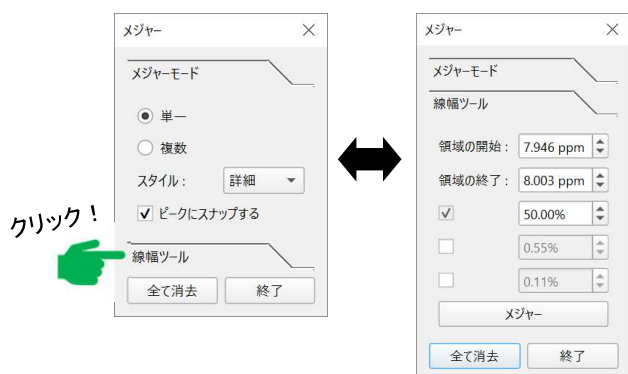 メジャー
メジャーモード
単一
複数
スタイル： 詳細
ピークにスナップする
クリック！
線幅ツール
全て消去 終了
メジャー
メジャーモード
線幅ツール
領域の開始： 7.946 ppm
領域の終了： 8.003 ppm
50.00%
0.55%
0.11%
メジャー
全て消去 終了